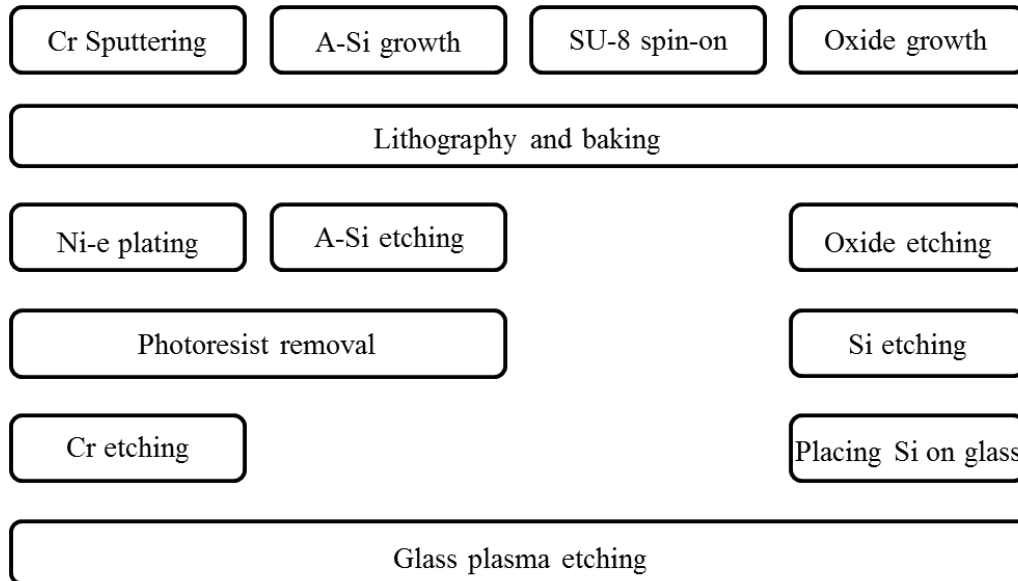 Cr Sputtering
A-Si growth
SU-8 spin-on
Oxide growth
Lithography and baking
Ni-e plating
A-Si etching
Oxide etching
Photoresist removal
Si etching
Cr etching
Placing Si on glass
Glass plasma etching